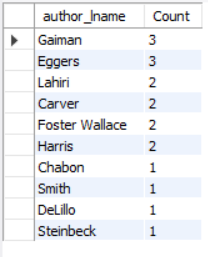 author_lname Count
Gaiman 3
Eggers 3
Lahiri 2
Carver 2
Foster Wallace 2
Harris 2
Chabon 1
Smith 1
DeLillo 1
Steinbeck 1